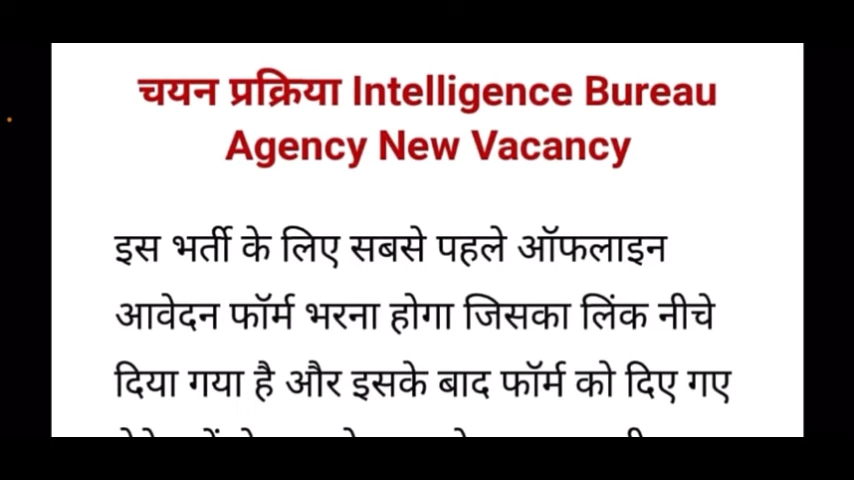 चयन प्रक्रिया Intelligence Bureau
Agency New Vacancy
इस भर्ती के लिए सबसे पहले ऑफलाइन
आवेदन फॉर्म भरना होगा जिसका लिंक नीचे
दिया गया है और इसके बाद फॉर्म को दिए गए